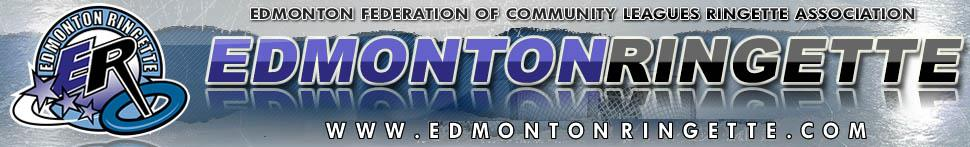 EDMONTON RINGETTE
ER
EDMONTON FEDERATION OF COMMUNITY LEAGUES RINGETTE ASSOCIATION
EDMONTONRINGETTE
WWW.EDMONTONRINGETTE.COM